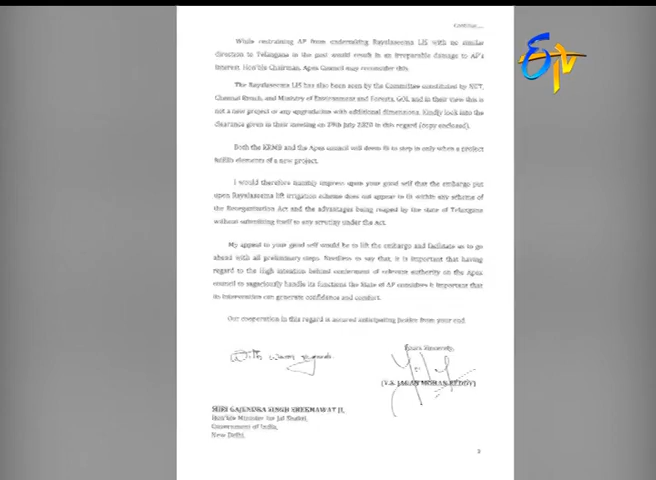 Continue....
ETV
While restraining AP from undertaking Rayalaseema LIS with no similar
direction to Telangana in the past would result in an irreparable damage to AP's
interest. Hon'ble Chairman, Apex Council may reconsider this.
The Rayalaseema LIS has also been seen by the Committee constituted by NGT,
Chennai Bench, and Ministry of Environment and Forests, GOI, and in their view this is
not a new project or any upgradation with additional dimensions. Kindly look into the
clearance given in their meeting on 29th July 2020 in this regard (copy enclosed).
Both the KRMB and the Apex council will deem fit to step in only when a project
fulfils elements of a new project.
I would therefore humbly impress upon your good self that the embargo put
upon Rayalaseema lift irrigation scheme does not appear to fit within any scheme of
the Reorganisation Act and the advantages being reaped by the state of Telangana
without submitting itself to any scrutiny under the Act.
My appeal to your good self would be to lift the embargo and facilitate us to go
ahead with all preliminary steps. Needless to say that, it is important that having
regard to the High intention behind conferment of relevant authority on the Apex
council to sagaciously handle its functions the State of AP considers it important that
its intervention can generate confidence and comfort.
Our cooperation in this regard is assured anticipating justice from your end
With warm regards
Yours Sincerely,
(Y.S. JAGAN MOHAN REDDY)
SHRI GAJENDRA SINGH SHEKHAWAT JI,
Hon'ble Minister for Jal Shakti,
Government of India,
New Delhi.